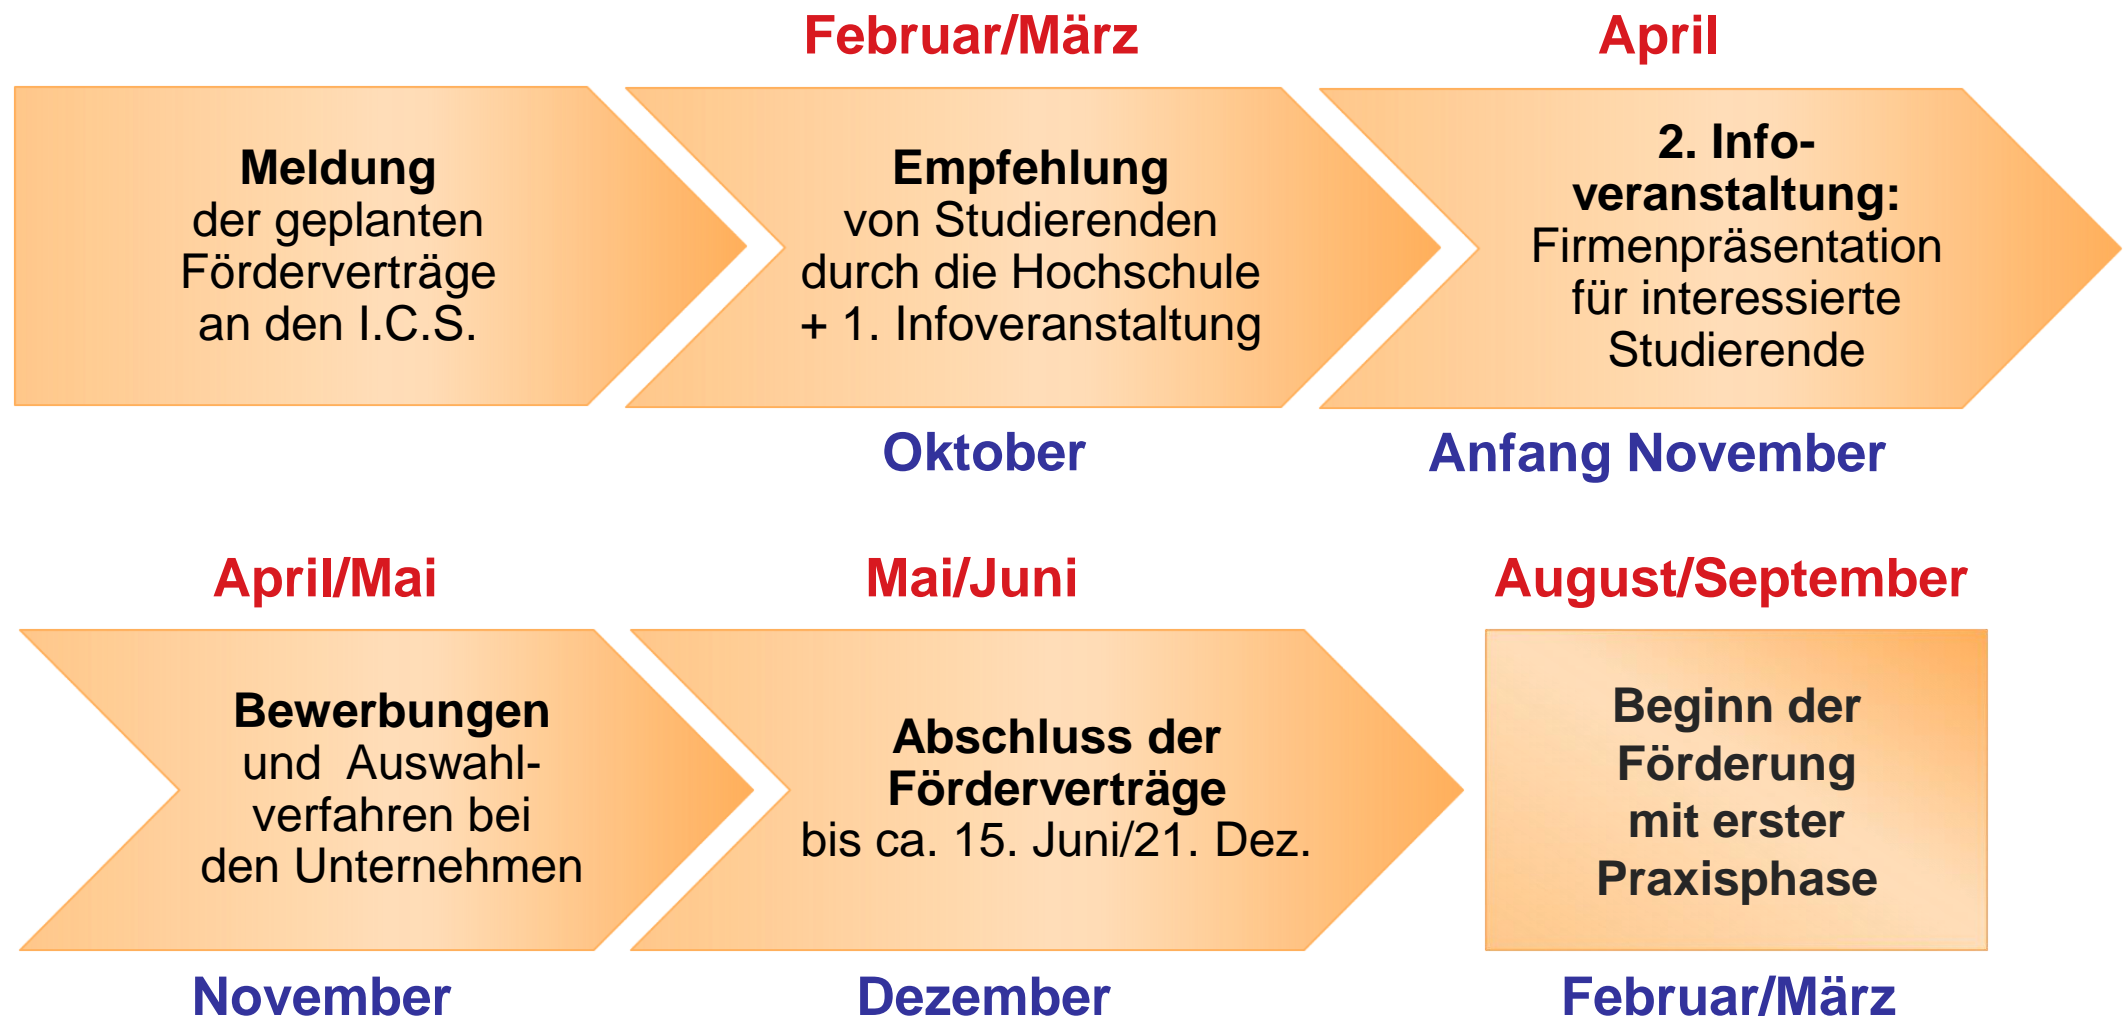 Februar/März
April
Meldung
der geplanten
Förderverträge
an den I.C.S.
Empfehlung
von Studierenden
durch die Hochschule
+ 1. Infoveranstaltung
2. Info-
veranstaltung:
Firmenpräsentation
für interessierte
Studierende
Oktober
Anfang November
April/Mai
Mai/Juni
August/September
Bewerbungen
und  Auswahl-
verfahren bei
den Unternehmen
Abschluss der
Förderverträge
bis ca. 15. Juni/21. Dez.
Beginn der
Förderung
mit erster
Praxisphase
November
Dezember
Februar/März